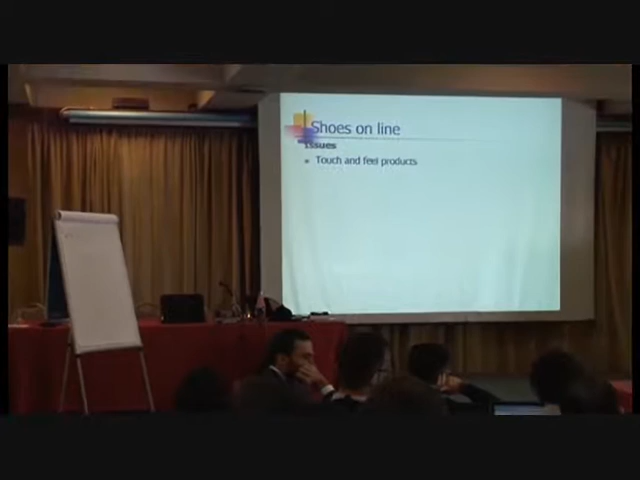 Shoes on line
Issues
Touch and feel products